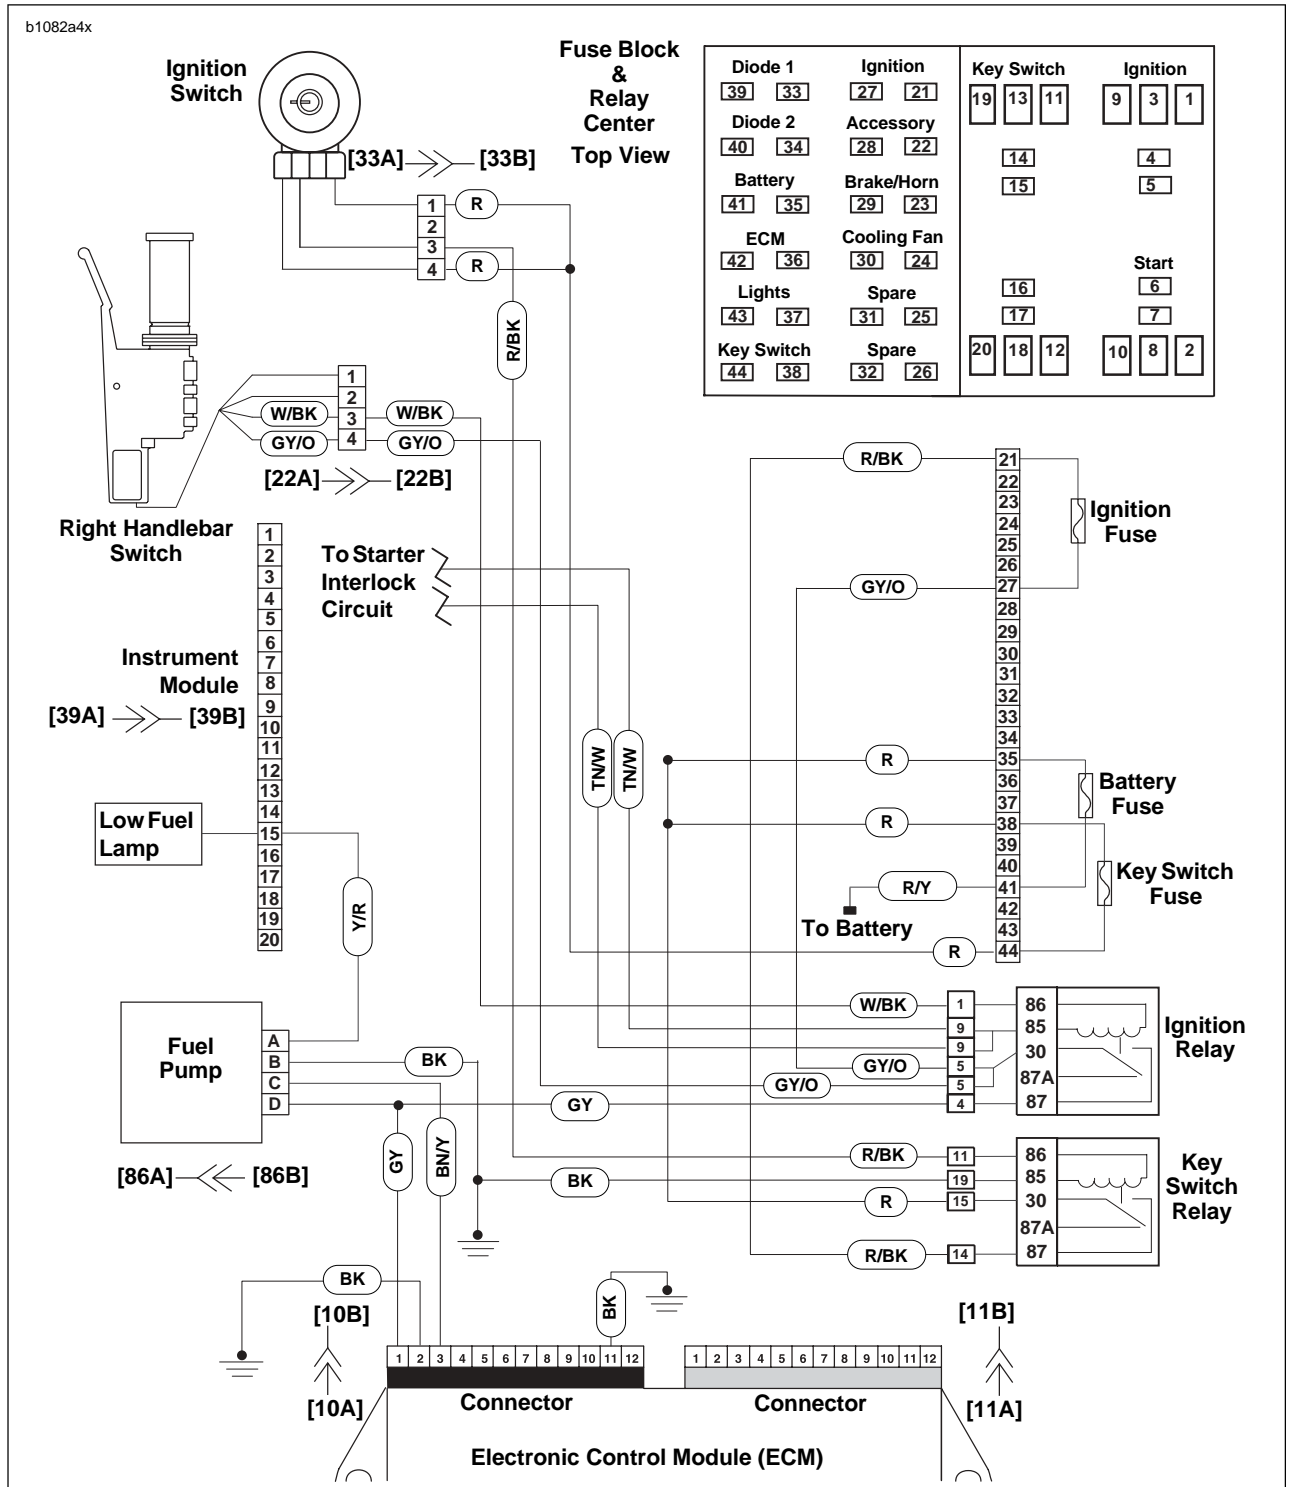 b1082a4x
Ignition
Switch
[33A] [33B]
1 R
2
3
4 R
R/BK
Fuse Block
&
Relay
Center
Top View
Diode 1 Ignition
39 33 27 21
Diode 2 Accessory
40 34 28 22
Battery Brake/Horn
41 35 29 23
ECM Cooling Fan
42 36 30 24
Lights Spare
43 37 31 25
Key Switch Spare
44 38 32 26
Key Switch Ignition
19 13 11 9 3 1
14 4
15 5
Start
16 6
17 7
20 18 12 10 8 2
1
2
W/BK 3 W/BK
GY/O 4 GY/O
[22A] [22B]
Right Handlebar
Switch
To Starter
Interlock
Circuit
TN/W TN/W
1
2
3
4
5
6
7
8
9
10
11
12
13
14
15
16
17
18
19
20
Instrument
Module
[39A] [39B]
Low Fuel
Lamp
Y/R
R/BK 21
22
23
24
25
26
GY/O 27
28
29
30
31
32
33
34
R 35
36
37
R 38
39
40
R/Y 41
42
43
R 44
Ignition
Fuse
Battery
Fuse
Key Switch
Fuse
To Battery
Fuel
Pump
A
B BK
C
D
GY
GY
BN/Y
[86A] [86B]
W/BK 1 86
9 85
9
GY/O 5 30
GY/O 5 87A
4 87
Ignition
Relay
R/BK 11 86
BK 19 85
R 15 30
87A
R/BK 14 87
Key
Switch
Relay
BK
[10B]
[10A]
BK
[11B]
[11A]
1 2 3 4 5 6 7 8 9 10 11 12
1 2 3 4 5 6 7 8 9 10 11 12
Connector Connector
Electronic Control Module (ECM)